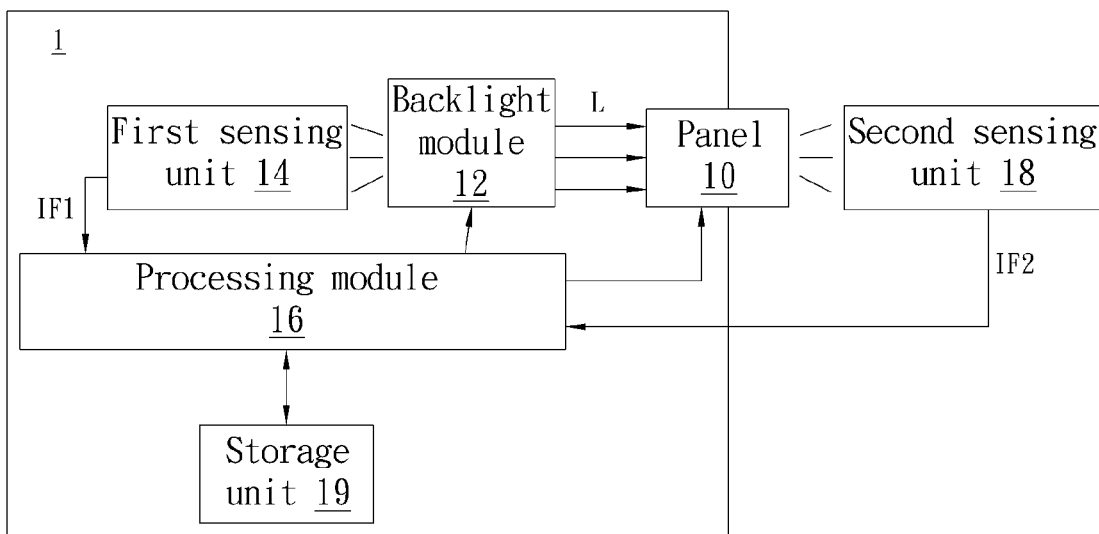 1
Backlight
module
12
L
First sensing
unit 14
Panel
10
Second sensing
unit 18
IF1
IF2
Processing module
16
Storage
unit 19